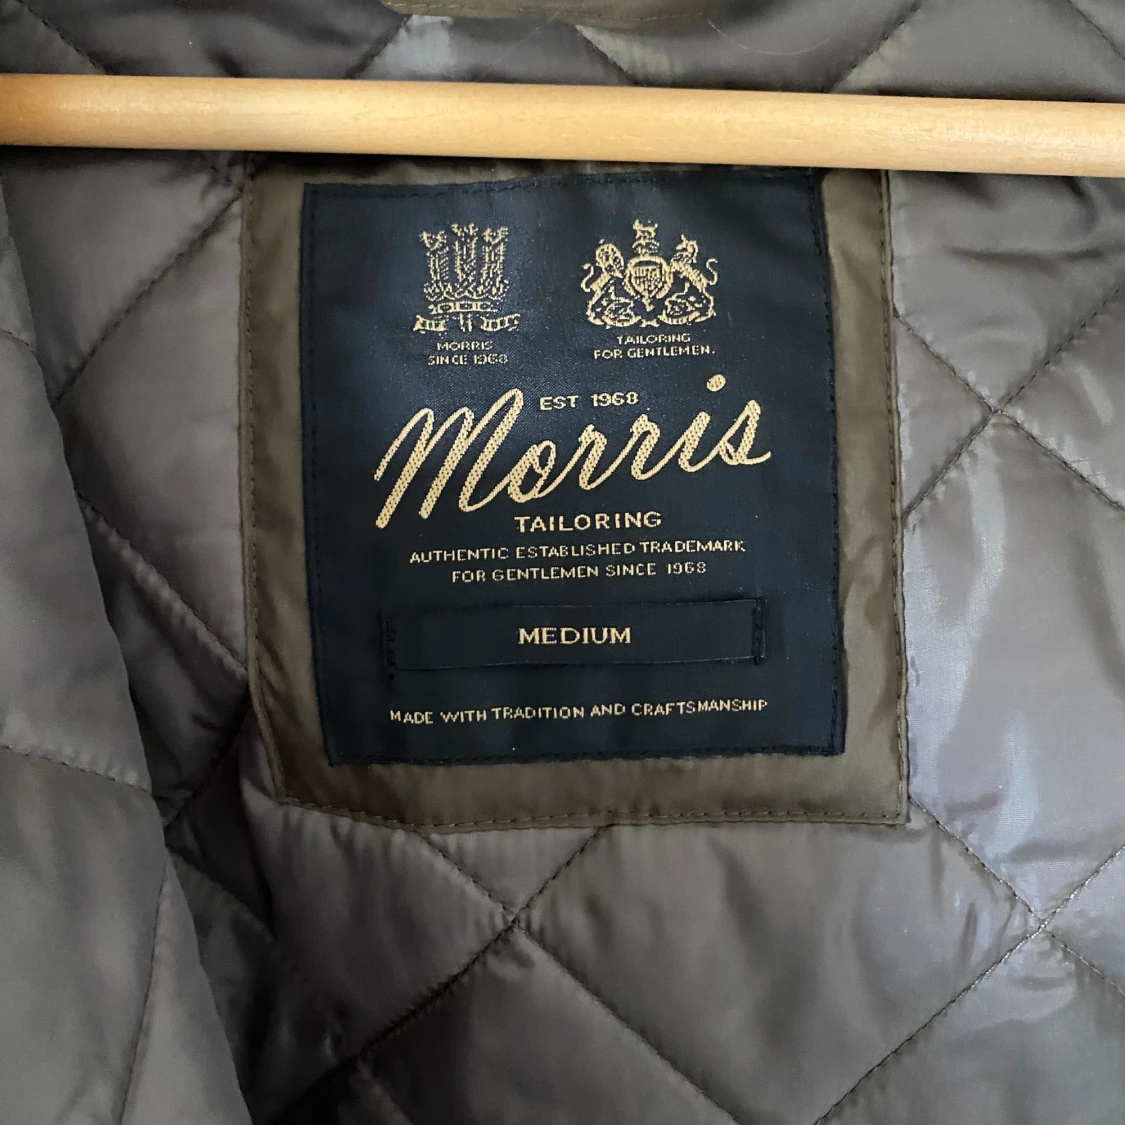 MORRIS
SINCE 1968
TAILORING
FOR GENTLEMEN.
EST 1968
Morris
TAILORING
AUTHENTIC ESTABLISHED TRADEMARK
FOR GENTLEMEN SINCE 1968
MEDIUM
MADE WITH TRADITION AND CRAFTSMANSHIP